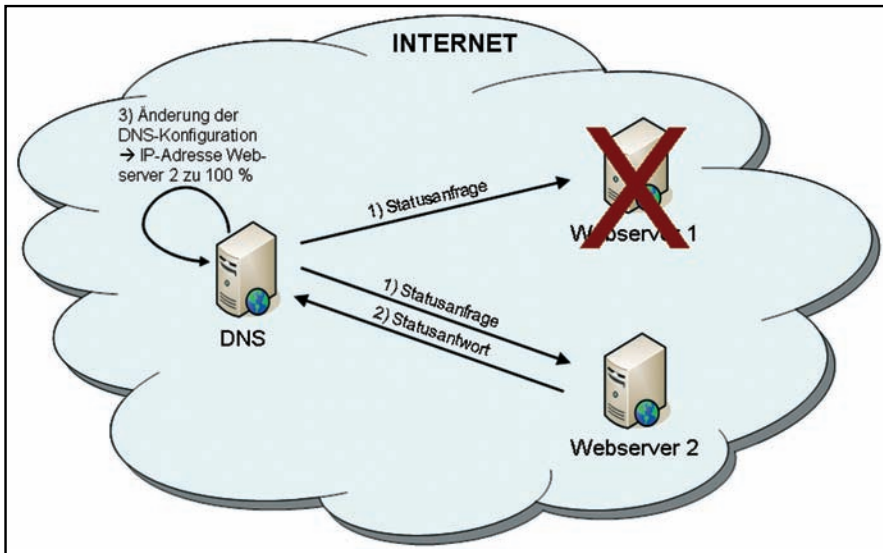 INTERNET
3) Änderung der
DNS-Konfiguration
→ IP-Adresse Web-
server 2 zu 100 %
1) Statusanfrage
Webserver 1
1) Statusanfrage
2) Statusantwort
DNS
Webserver 2